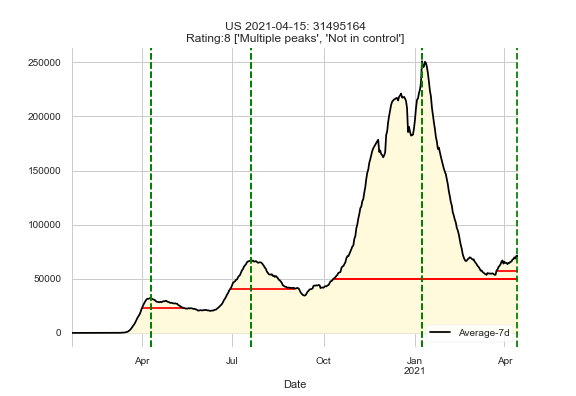 US 2021-04-15: 31495164
Rating:8 ['Multiple peaks', 'Not in control']
250000
200000
150000
100000
50000
0
Average-7d
Apr Jul Oct Jan Apr
2021
Date